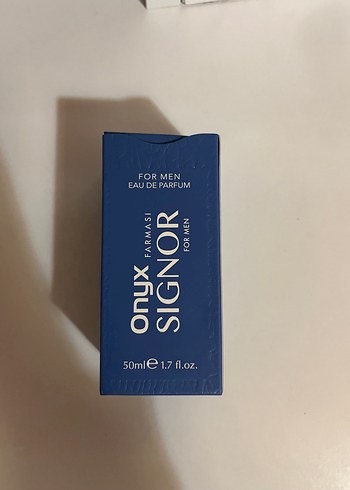 FOR MEN
EAU DE PARFUM
onyx
FARMASI
SIGNOR
FOR MEN
50ml℮ 1.7 fl.oz.